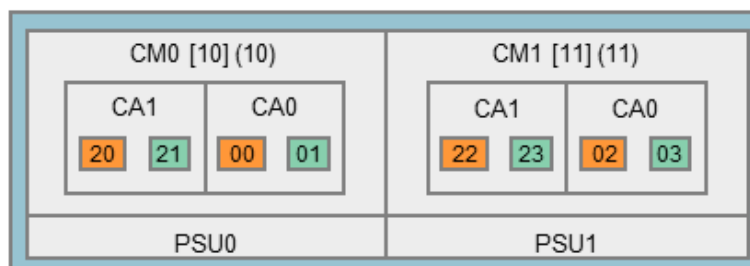 CM0 [10] (10) CM1 [11] (11)
CA1 CA0 CA1 CA0
20 21 00 01 22 23 02 03
PSU0 PSU1